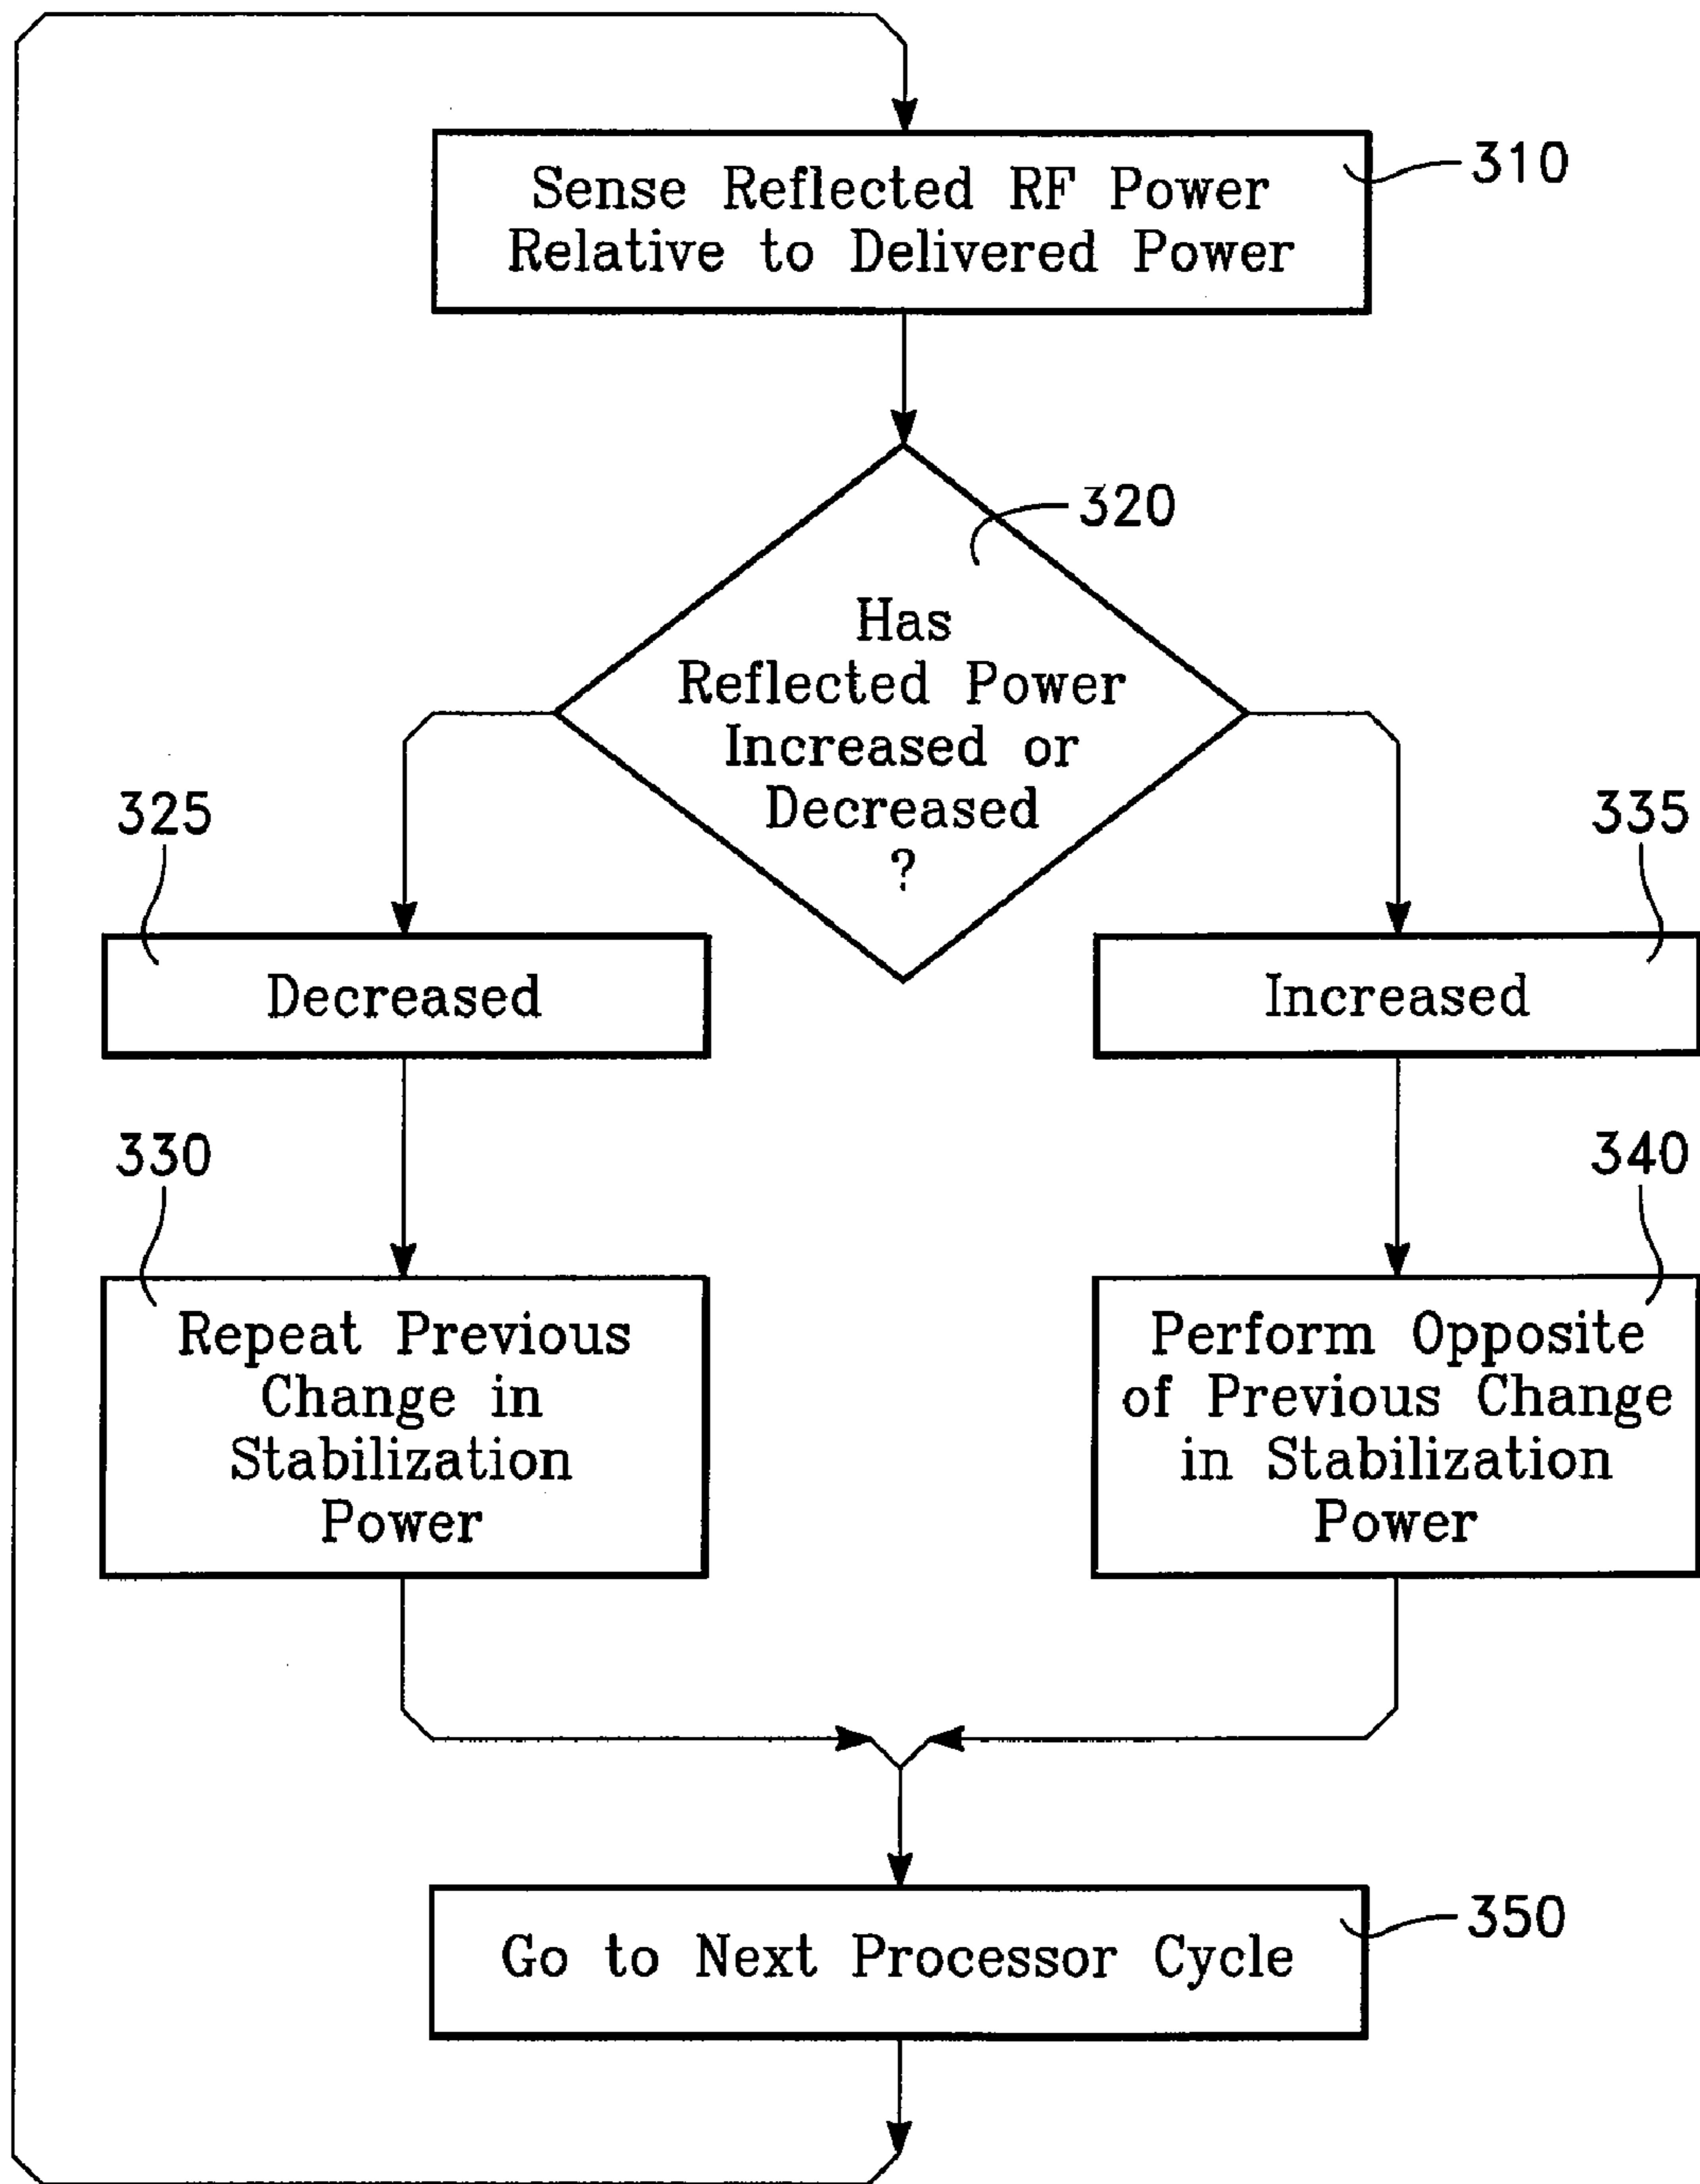 310
Sense Reflected RF Power
Relative to Delivered Power
320
Has
Reflected Power
Increased or
Decreased
?
325
Decreased
335
Increased
330
Repeat Previous
Change in
Stabilization
Power
340
Perform Opposite
of Previous Change
in Stabilization
Power
350
Go to Next Processor Cycle